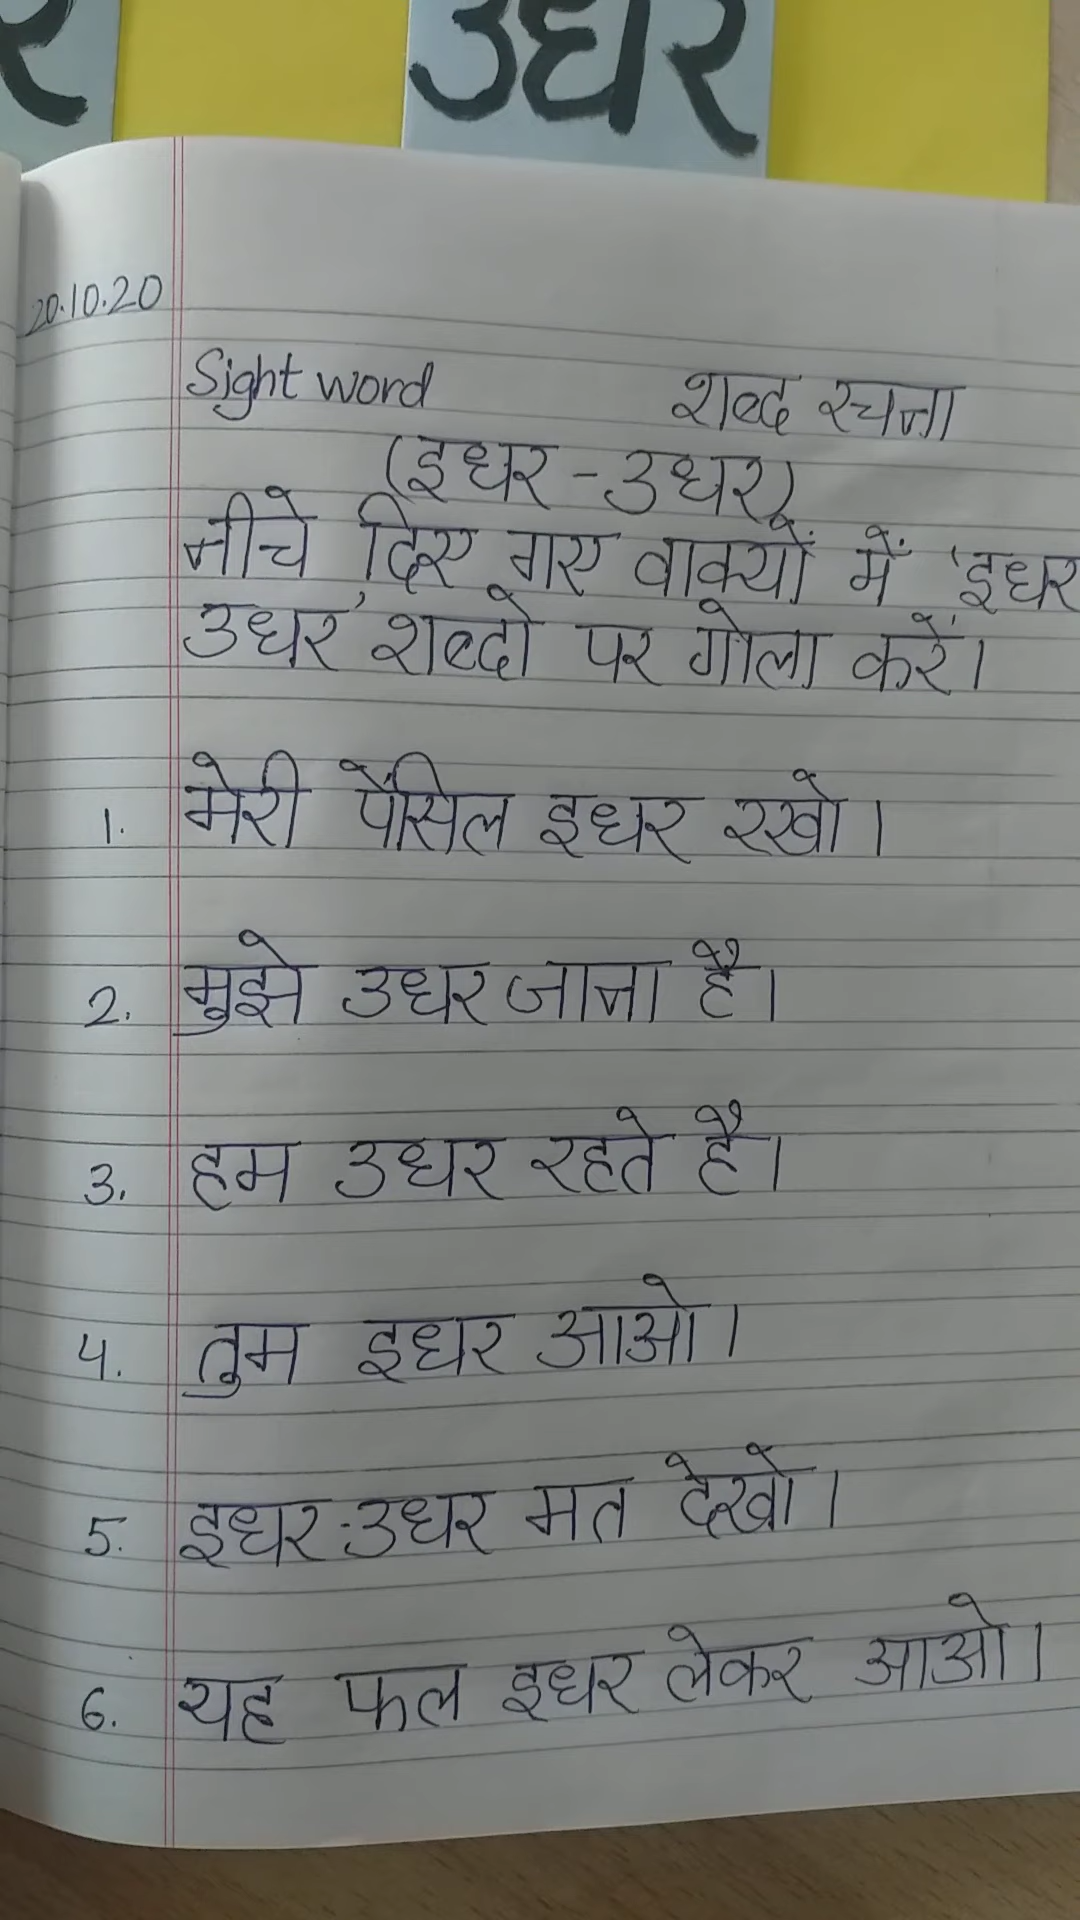 र उधर
20.10.20
Sight word शब्द रचना
(इधर - उधर)
नीचे दिए गए वाक्यों में 'इधर
उधर' शब्दो पर गोला करें।
1. मेरी पेंसिल इधर रखो।
2. मुझे उधर जाना है।
3. हम उधर रहते है।
4. तुम इधर आओ।
5. इधर-उधर मत देखो।
6. यह फल इधर लेकर आओ।